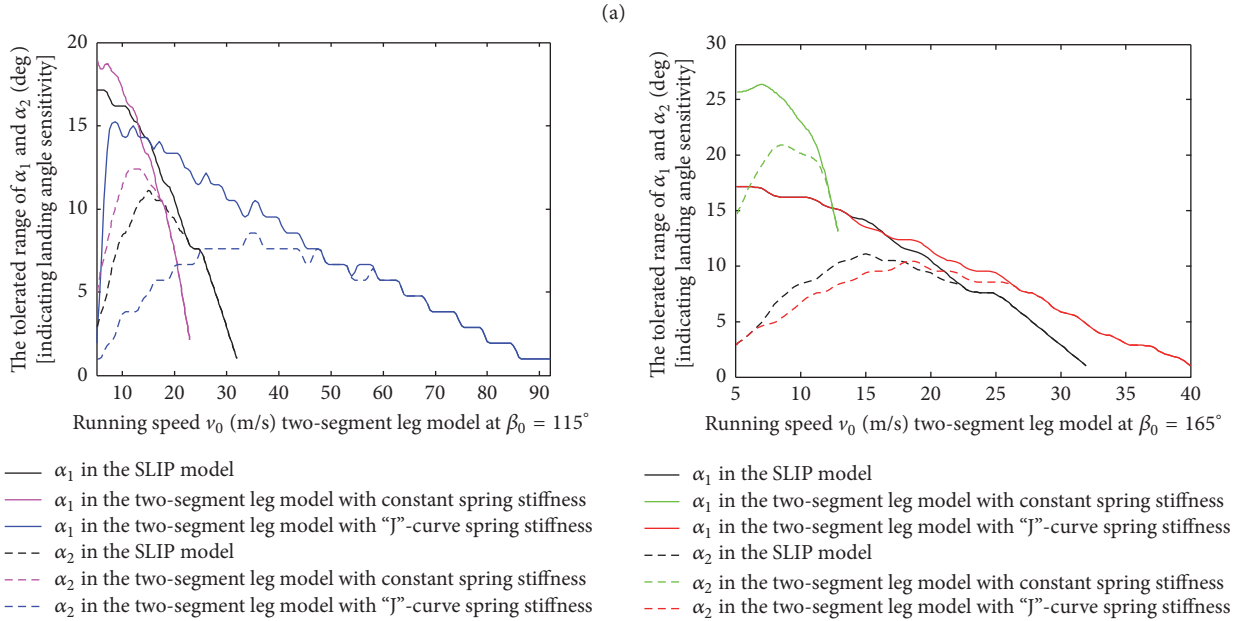 (a)
The tolerated range of α₁ and α₂ (deg)
[indicating landing angle sensitivity]
20
15
10
5
0
10 20 30 40 50 60 70 80 90
Running speed ν₀ (m/s) two-segment leg model at β₀ = 115°
α₁ in the SLIP model
α₁ in the two-segment leg model with constant spring stiffness
α₁ in the two-segment leg model with “J”-curve spring stiffness
α₂ in the SLIP model
α₂ in the two-segment leg model with constant spring stiffness
α₂ in the two-segment leg model with “J”-curve spring stiffness
The tolerated range of α₁ and α₂ (deg)
[indicating landing angle sensitivity]
30
25
20
15
10
5
0
5 10 15 20 25 30 35 40
Running speed ν₀ (m/s) two-segment leg model at β₀ = 165°
α₁ in the SLIP model
α₁ in the two-segment leg model with constant spring stiffness
α₁ in the two-segment leg model with “J”-curve spring stiffness
α₂ in the SLIP model
α₂ in the two-segment leg model with constant spring stiffness
α₂ in the two-segment leg model with “J”-curve spring stiffness